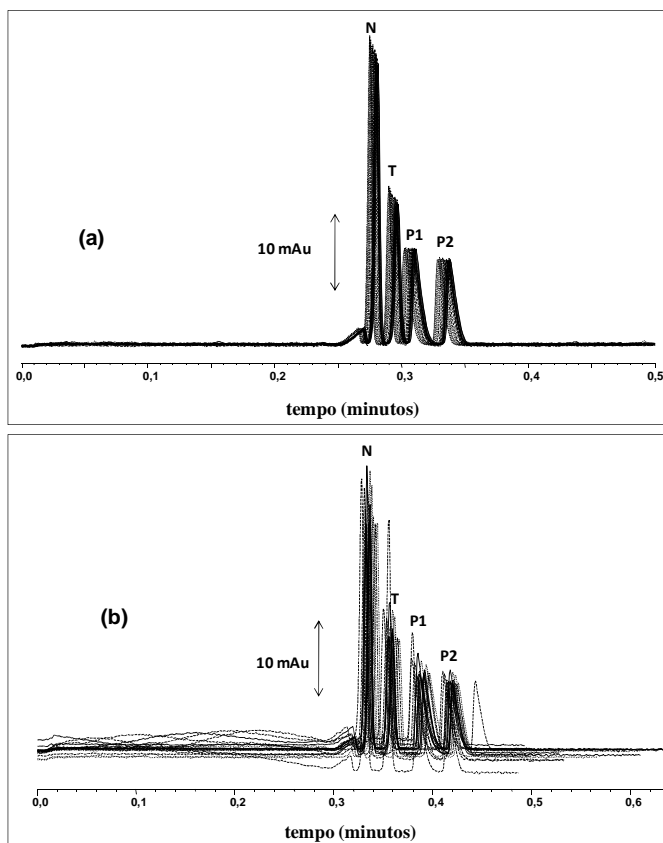 N
T
P1 P2
(a)
10 mAu
0,0 0,1 0,2 0,3 0,4 0,5
tempo (minutos)
N
T
P1
(b)
P2
10 mAu
0,0 0,1 0,2 0,3 0,4 0,5 0,6
tempo (minutos)